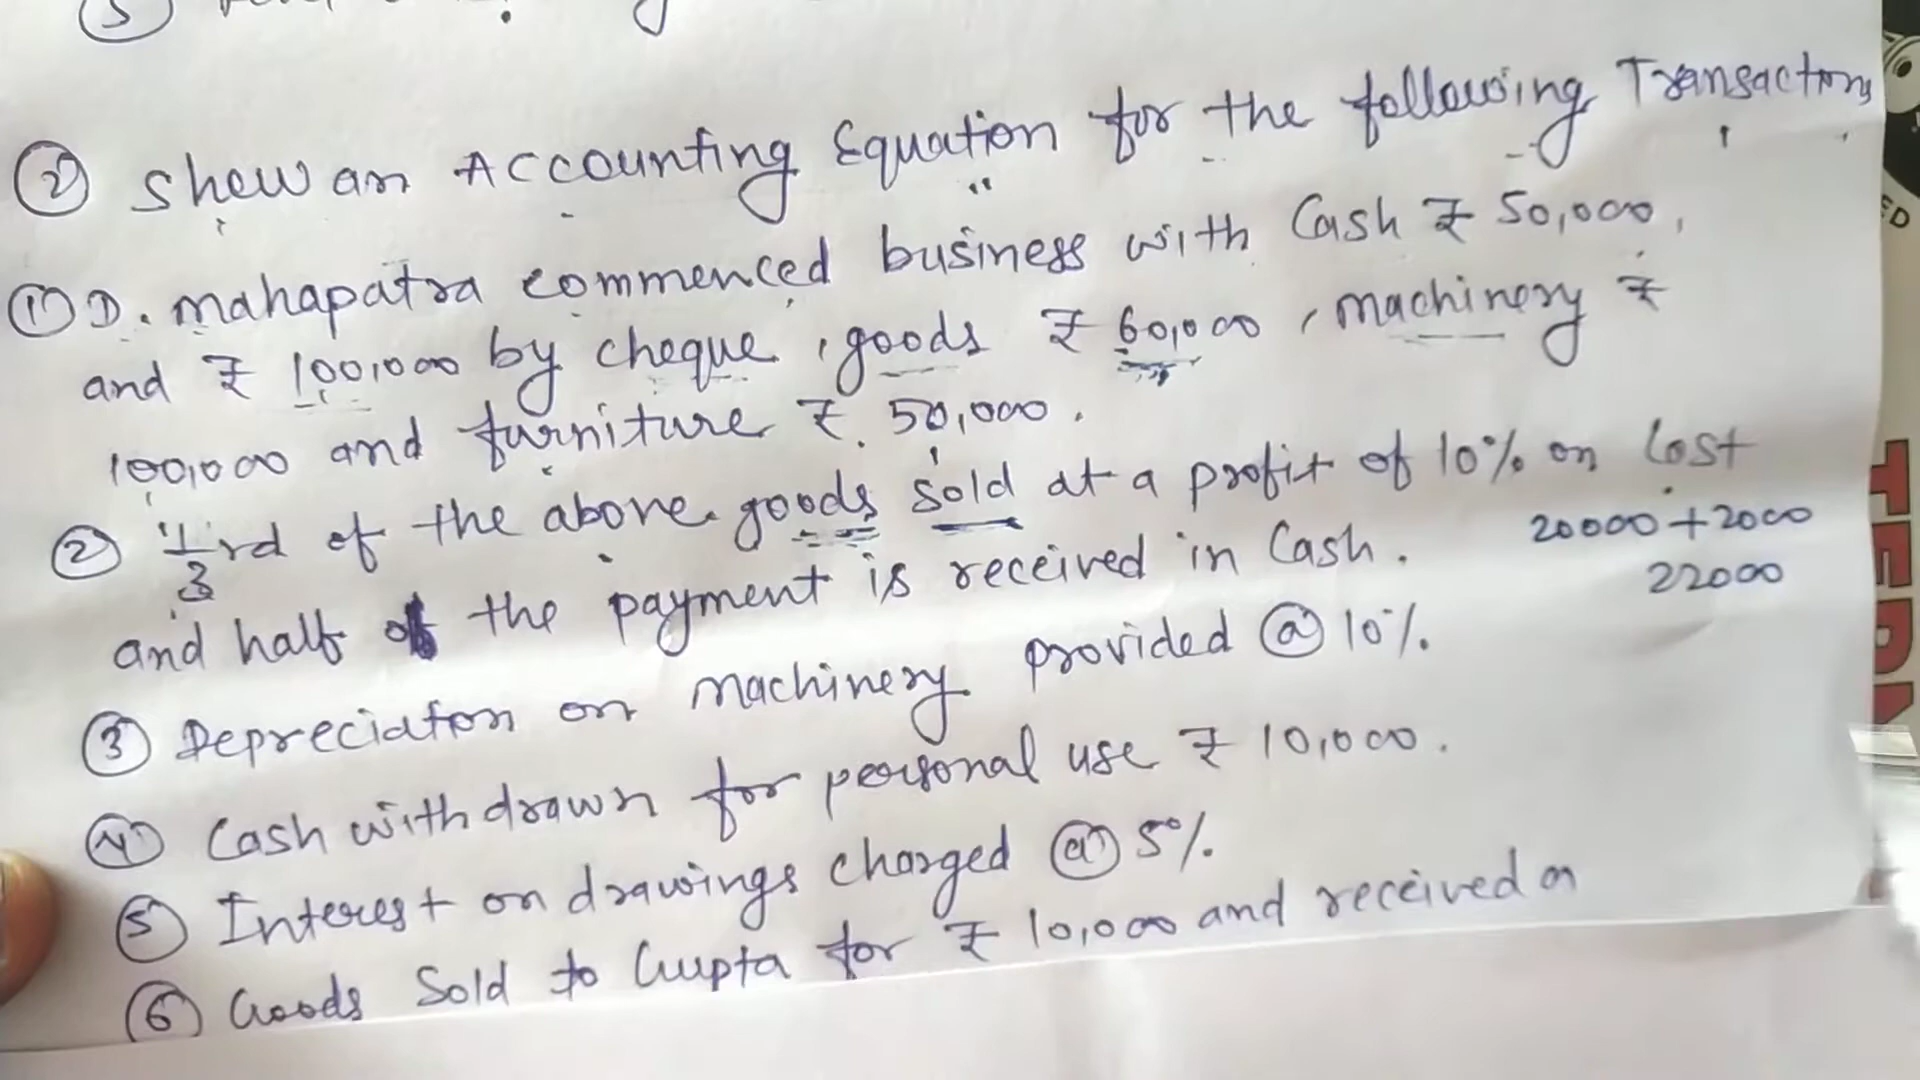 ② Show an Accounting Equation for the following Transactions
① D. mahapatra commenced business with Cash ₹ 50,000,
and ₹ 100,000 by cheque, goods ₹ 60,000, machinery ₹
100,000 and furniture ₹. 50,000.
② 1/3 rd of the above goods sold at a profit of 10% on Cost
20000 + 2000
and half of the payment is received in Cash.
22000
③ Depreciation on machinery provided @ 10%.
④ Cash withdrawn for personal use ₹ 10,000.
⑤ Interest on drawings charged @ 5%.
⑥ Goods Sold to Gupta for ₹ 10,000 and received a
ED